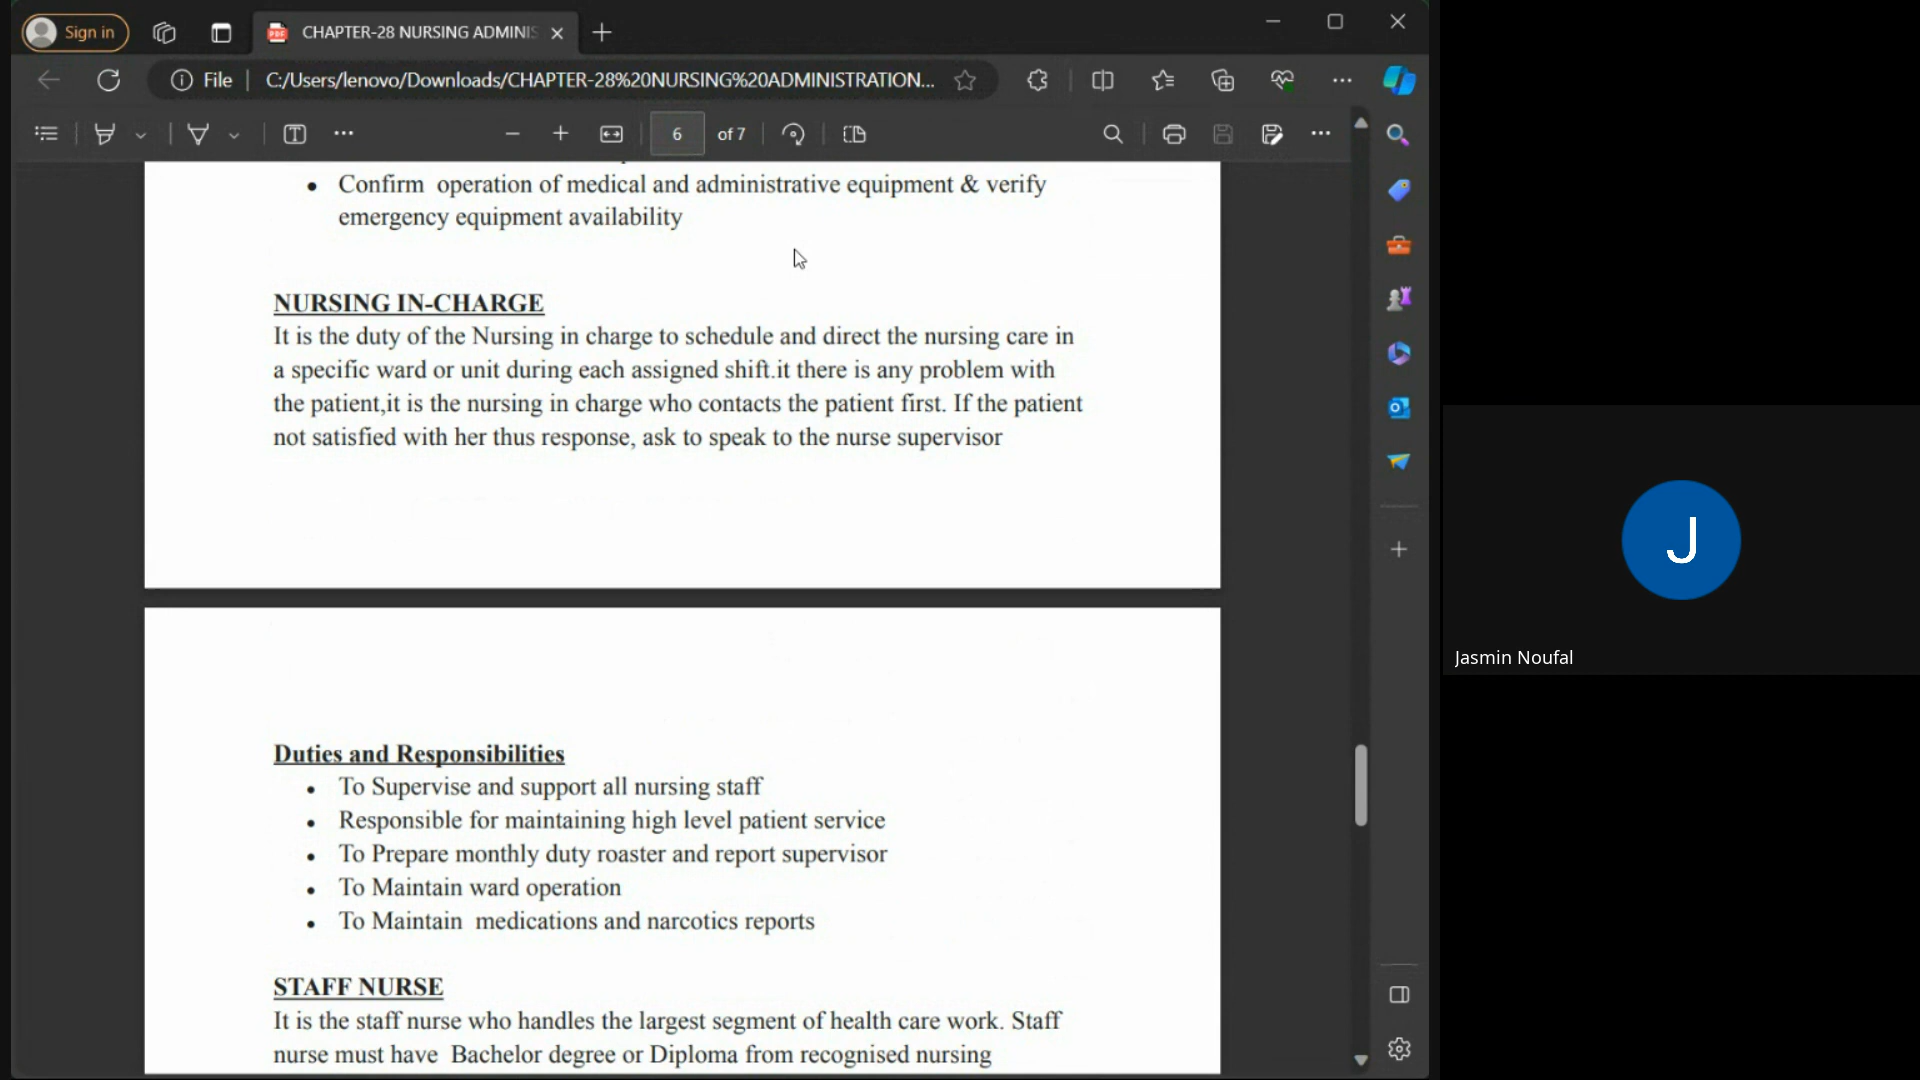 Sign in
CHAPTER-28 NURSING ADMINIS
File
C:/Users/lenovo/Downloads/CHAPTER-28%20NURSING%20ADMINISTRATION...
6 of 7
• Confirm  operation of medical and administrative equipment & verify
emergency equipment availability
NURSING IN-CHARGE
It is the duty of the Nursing in charge to schedule and direct the nursing care in
a specific ward or unit during each assigned shift.it there is any problem with
the patient,it is the nursing in charge who contacts the patient first. If the patient
not satisfied with her thus response, ask to speak to the nurse supervisor
Duties and Responsibilities
• To Supervise and support all nursing staff
• Responsible for maintaining high level patient service
• To Prepare monthly duty roaster and report supervisor
• To Maintain ward operation
• To Maintain  medications and narcotics reports
STAFF NURSE
It is the staff nurse who handles the largest segment of health care work. Staff
nurse must have  Bachelor degree or Diploma from recognised nursing
J
Jasmin Noufal